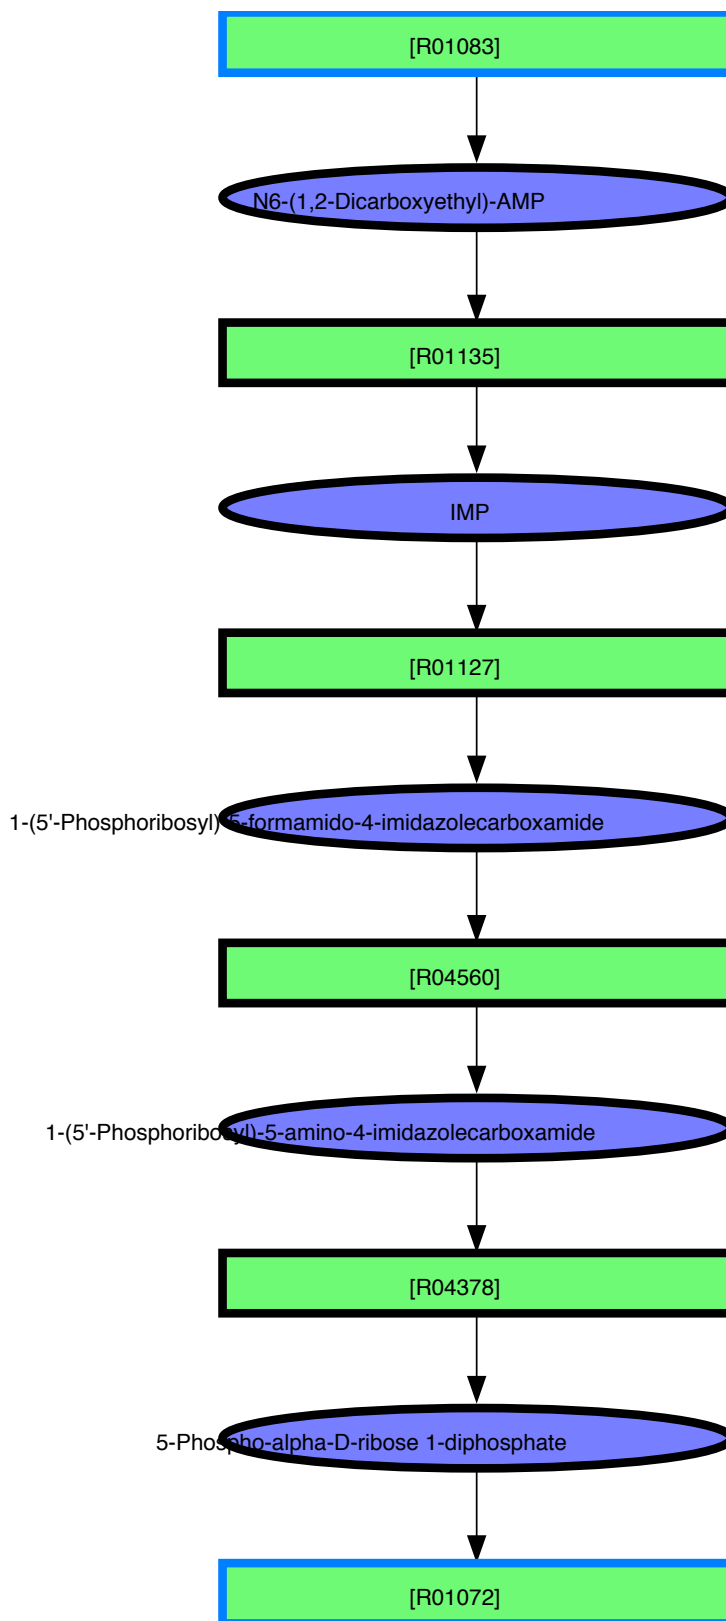 [R01083]
N6-(1,2-Dicarboxyethyl)-AMP
[R01135]
IMP
[R01127]
1-(5'-Phosphoribosyl)-5-formamido-4-imidazolecarboxamide
[R04560]
1-(5'-Phosphoribosyl)-5-amino-4-imidazolecarboxamide
[R04378]
5-Phospho-alpha-D-ribose 1-diphosphate
[R01072]